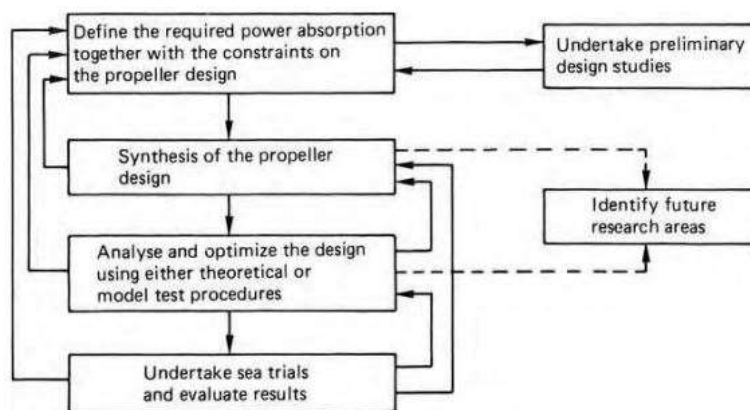 Define the required power absorption
together with the constraints on
the propeller design
Undertake preliminary
design studies
Synthesis of the propeller
design
Identify future
research areas
Analyse and optimize the design
using either theoretical or
model test procedures
Undertake sea trials
and evaluate results